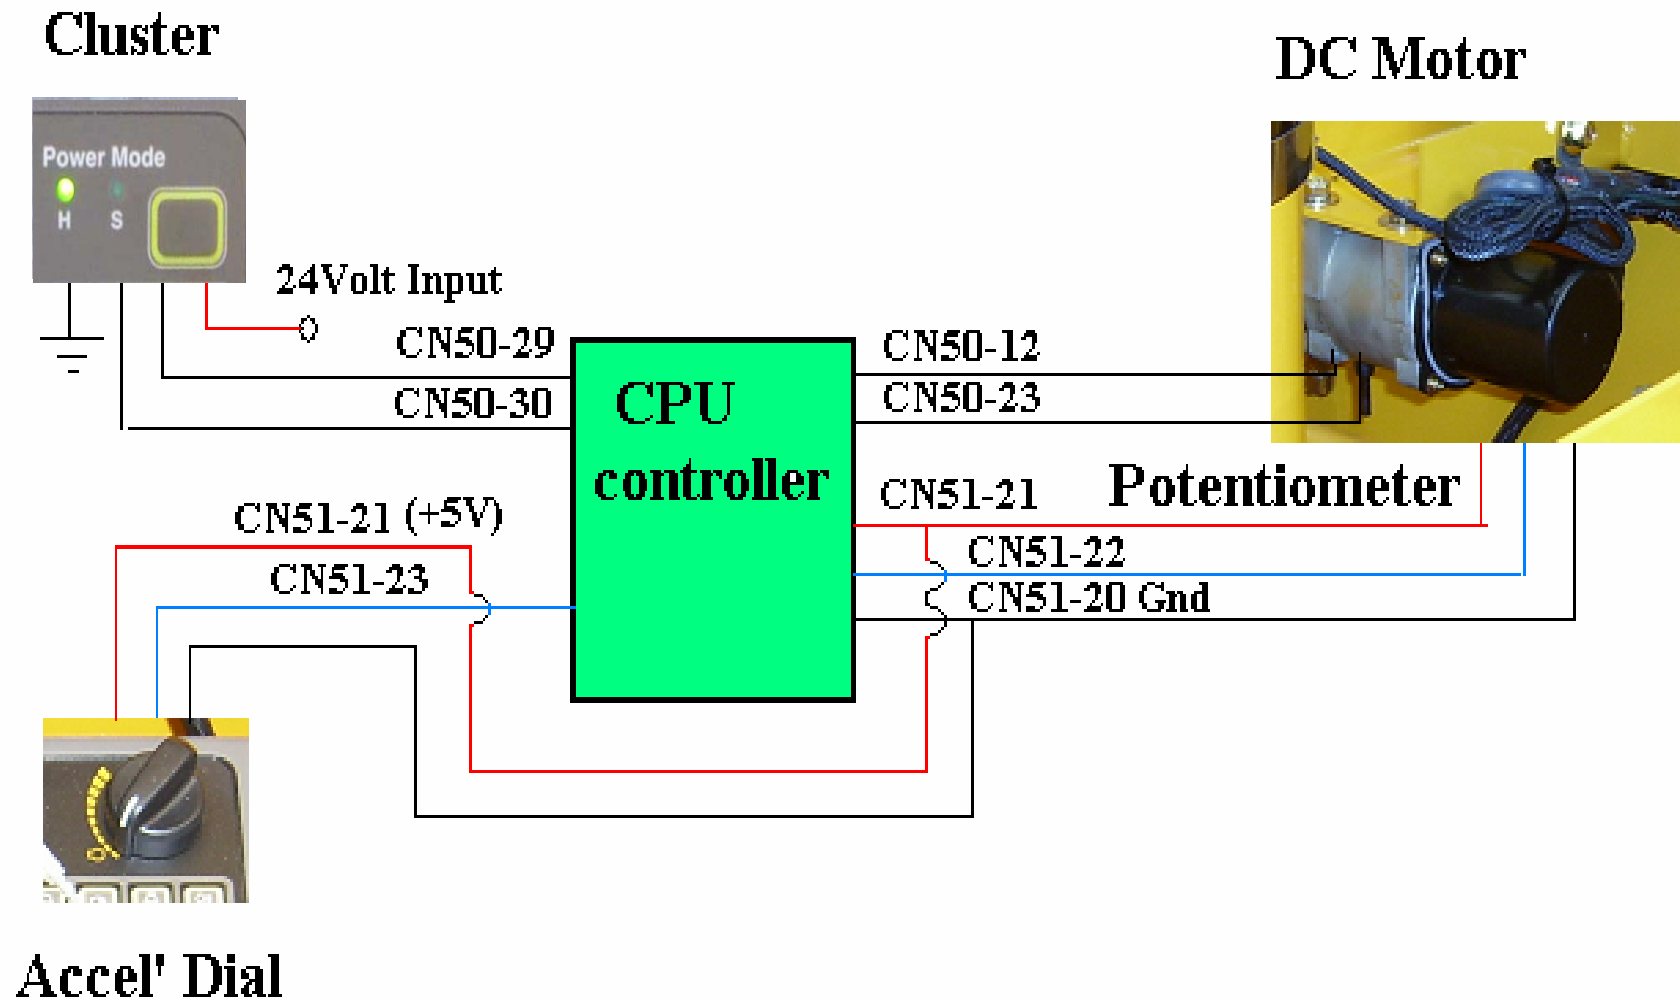 Cluster
DC Motor
Power Mode
H S
24Volt Input
CN50-29
CN50-12
CN50-30
CN50-23
CPU
controller
CN51-21
Potentiometer
CN51-21 (+5V)
CN51-22
CN51-23
CN51-20 Gnd
Accel' Dial